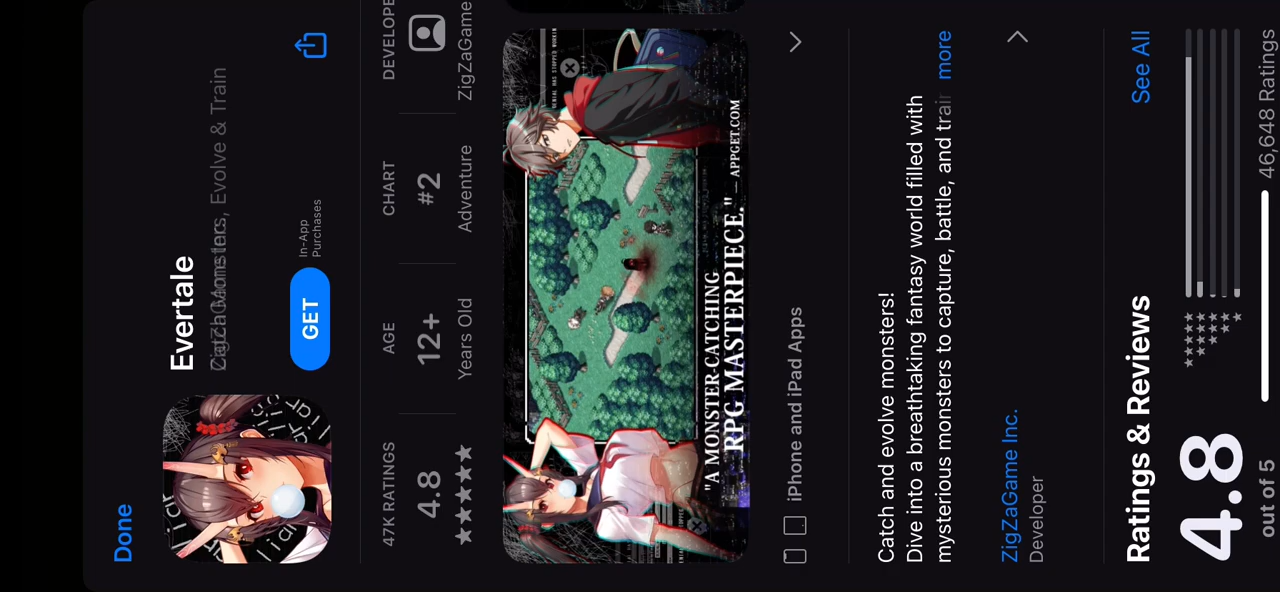 Done
Evertale
GET
In-App
Purchases
47K RATINGS
4.8
★★★★★
AGE
12+
Years Old
CHART
#2
Adventure
DEVELOPE
ZigZaGame
"A MONSTER-CATCHING
RPG MASTERPIECE."
— APPGET.COM
iPhone and iPad Apps
Catch and evolve monsters!
Dive into a breathtaking fantasy world filled with
mysterious monsters to capture, battle, and train more
ZigZaGame Inc.
Developer
Ratings & Reviews
See All
4.8
out of 5
46,648 Ratings